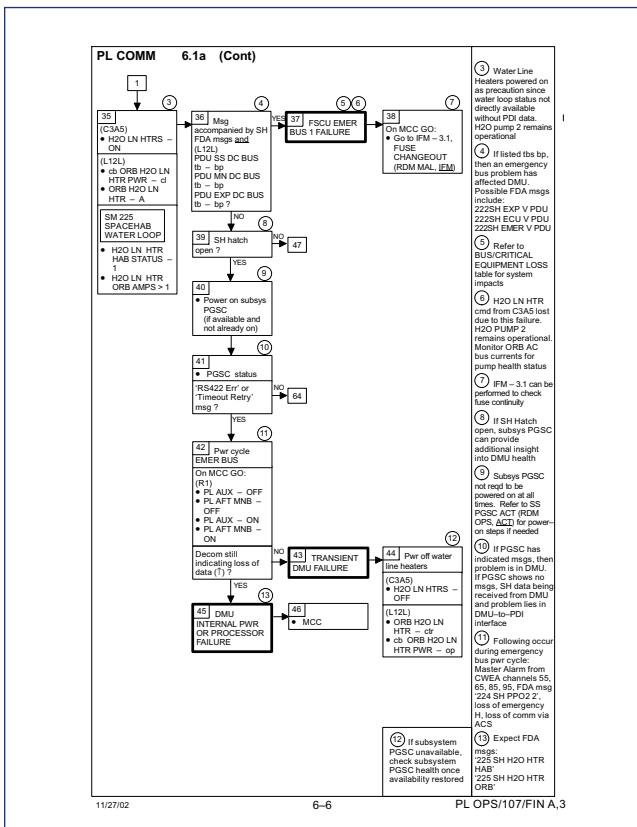 PL COMM 6.1a (Cont)
1
3
35
(C3A5)
• H2O LN HTRS –
ON
(L12L)
• cb ORB H2O LN
HTR PWR – cl
• ORB H2O LN
HTR – A
SM 225
SPACEHAB
WATER LOOP
• H2O LN HTR
HAB STATUS –
1
• H2O LN HTR
ORB AMPS > 1
4
36 Msg
accompanied by SH
FDA msgs and
(L12L)
PDU SS DC BUS
tb – bp
PDU MN DC BUS
tb – bp
PDU EXP DC BUS
tb – bp ?
YES
5 6
37 FSCU EMER
BUS 1 FAILURE
7
38
On MCC GO:
• Go to IFM – 3.1,
FUSE
CHANGEOUT
(RDM MAL, IFM)
NO
8
39 SH hatch
open ?
NO
47
YES
9
40
• Power on subsys
PGSC
(if available and
not already on)
10
41
• PGSC status
'RS422 Err' or
'Timeout Retry'
msg ?
NO
64
YES
11
42 Pwr cycle
EMER BUS
On MCC GO:
(R1)
• PL AUX – OFF
• PL AFT MNB –
OFF
• PL AUX – ON
• PL AFT MNB –
ON
Decom still
indicating loss of
data (↑) ?
NO
43 TRANSIENT
DMU FAILURE
12
44 Pwr off water
line heaters
(C3A5)
• H2O LN HTRS –
OFF
(L12L)
• ORB H2O LN
HTR – ctr
• cb ORB H2O LN
HTR PWR – op
YES
13
45 DMU
INTERNAL PWR
OR PROCESSOR
FAILURE
46
• MCC
3 Water Line
Heaters powered on
as precaution since
water loop status not
directly available
without PDI data.
H2O pump 2 remains
operational
4 If listed tbs bp,
then an emergency
bus problem has
affected DMU.
Possible FDA msgs
include:
222SH EXP V PDU
222SH ECU V PDU
222SH EMER V PDU
5 Refer to
BUS/CRITICAL
EQUIPMENT LOSS
table for system
impacts
6 H2O LN HTR
cmd from C3A5 lost
due to this failure.
H2O PUMP 2
remains operational.
Monitor ORB AC
bus currents for
pump health status
7 IFM – 3.1 can be
performed to check
fuse continuity
8 If SH Hatch
open, subsys PGSC
can provide
additional insight
into DMU health
9 Subsys PGSC
not reqd to be
powered on at all
times. Refer to SS
PGSC ACT (RDM
OPS, ACT) for power–
on steps if needed
10 If PGSC has
indicated msgs, then
problem is in DMU.
If PGSC shows no
msgs, SH data being
received from DMU
and problem lies in
DMU–to–PDI
interface
11 Following occur
during emergency
bus pwr cycle:
Master Alarm from
CWEA channels 55,
65, 85, 95, FDA msg
'224 SH PPO2 2',
loss of emergency
H, loss of comm via
ACS
12 If subsystem
PGSC unavailable,
check subsystem
PGSC health once
availability restored
13 Expect FDA
msgs:
'225 SH H2O HTR
HAB'
'225 SH H2O HTR
ORB'
11/27/02
6–6
PL OPS/107/FIN A,3